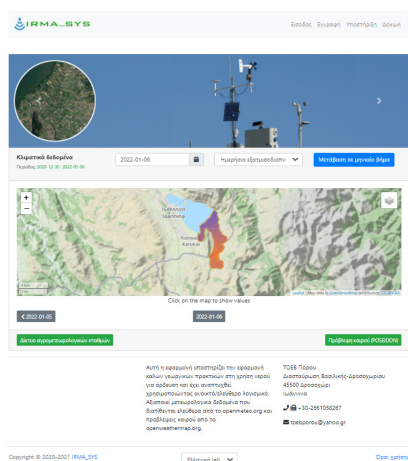 IRMA_SYS
Είσοδος Εγγραφή Υποστήριξη Δοκιμή
Κλιματικά δεδομένα
Περίοδος: 2020-12-30 : 2022-01-06
2022-01-06
Ημερήσια εξατμισοδιαπν
Μετάβαση σε μηνιαίο βήμα
+
−
Ιωάννινα
Ioannina
Katsikas
Leaflet
Click on the map to show values
2022-01-05
2022-01-06
Δίκτυο αγρομετεωρολογικών σταθμών
Πρόβλεψη καιρού (POSEIDON)
Αυτή η εφαρμογή υποστηρίζει την εφαρμογή
καλών γεωργικών πρακτικών στη χρήση νερού
για άρδευση και έχει αναπτυχθεί
χρησιμοποιώντας ανοικτό/ελεύθερο λογισμικό.
Αξιοποιεί μετεωρολογικά δεδομένα που
διατίθενται ελεύθερα από το openmeteo.org και
προβλέψεις καιρού από το
openweathermap.org.
ΤΟΕΒ Πόρου
Διασταύρωση Βασιλικής-Δροσοχωρίου
45500 Δροσοχώρι
Ιωάννινα
+30-2651058267
toebporou@yahoo.gr
Copyright © 2020–2021 IRMA_SYS
Ελληνικά (el)
Όροι χρήσης